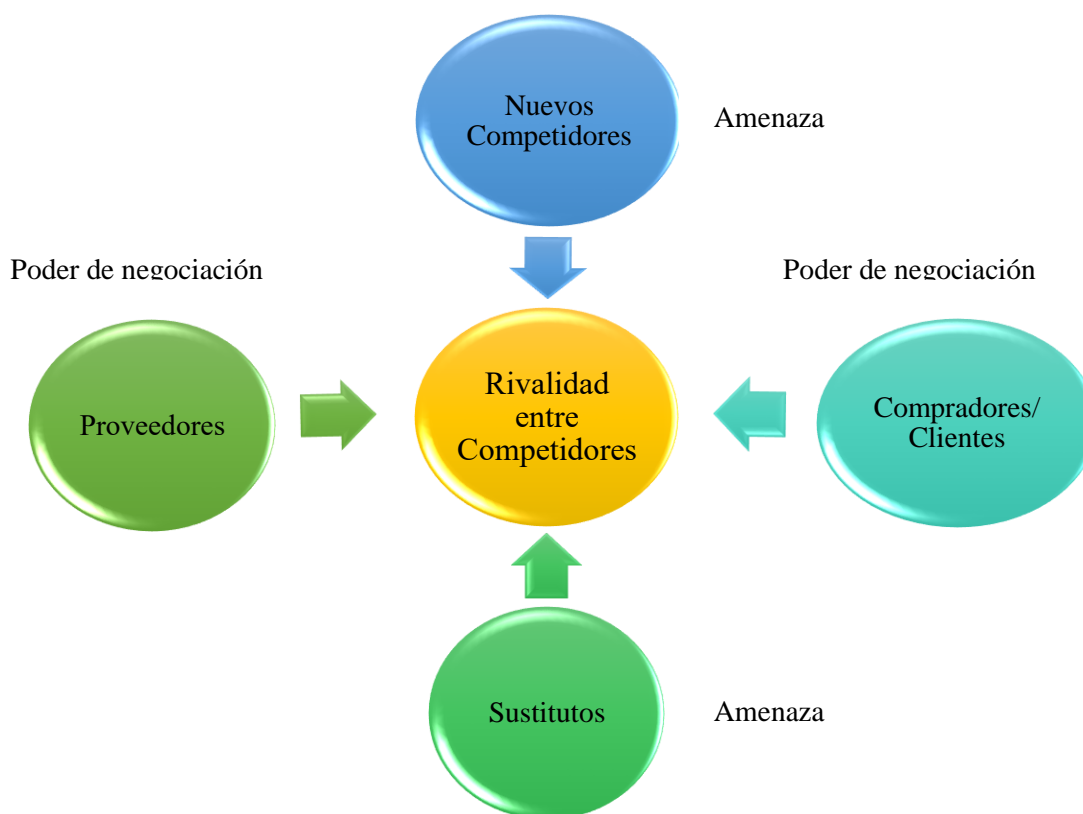 Nuevos
Competidores
Amenaza
Poder de negociación
Poder de negociación
Proveedores
Rivalidad
entre
Competidores
Compradores/
Clientes
Sustitutos
Amenaza